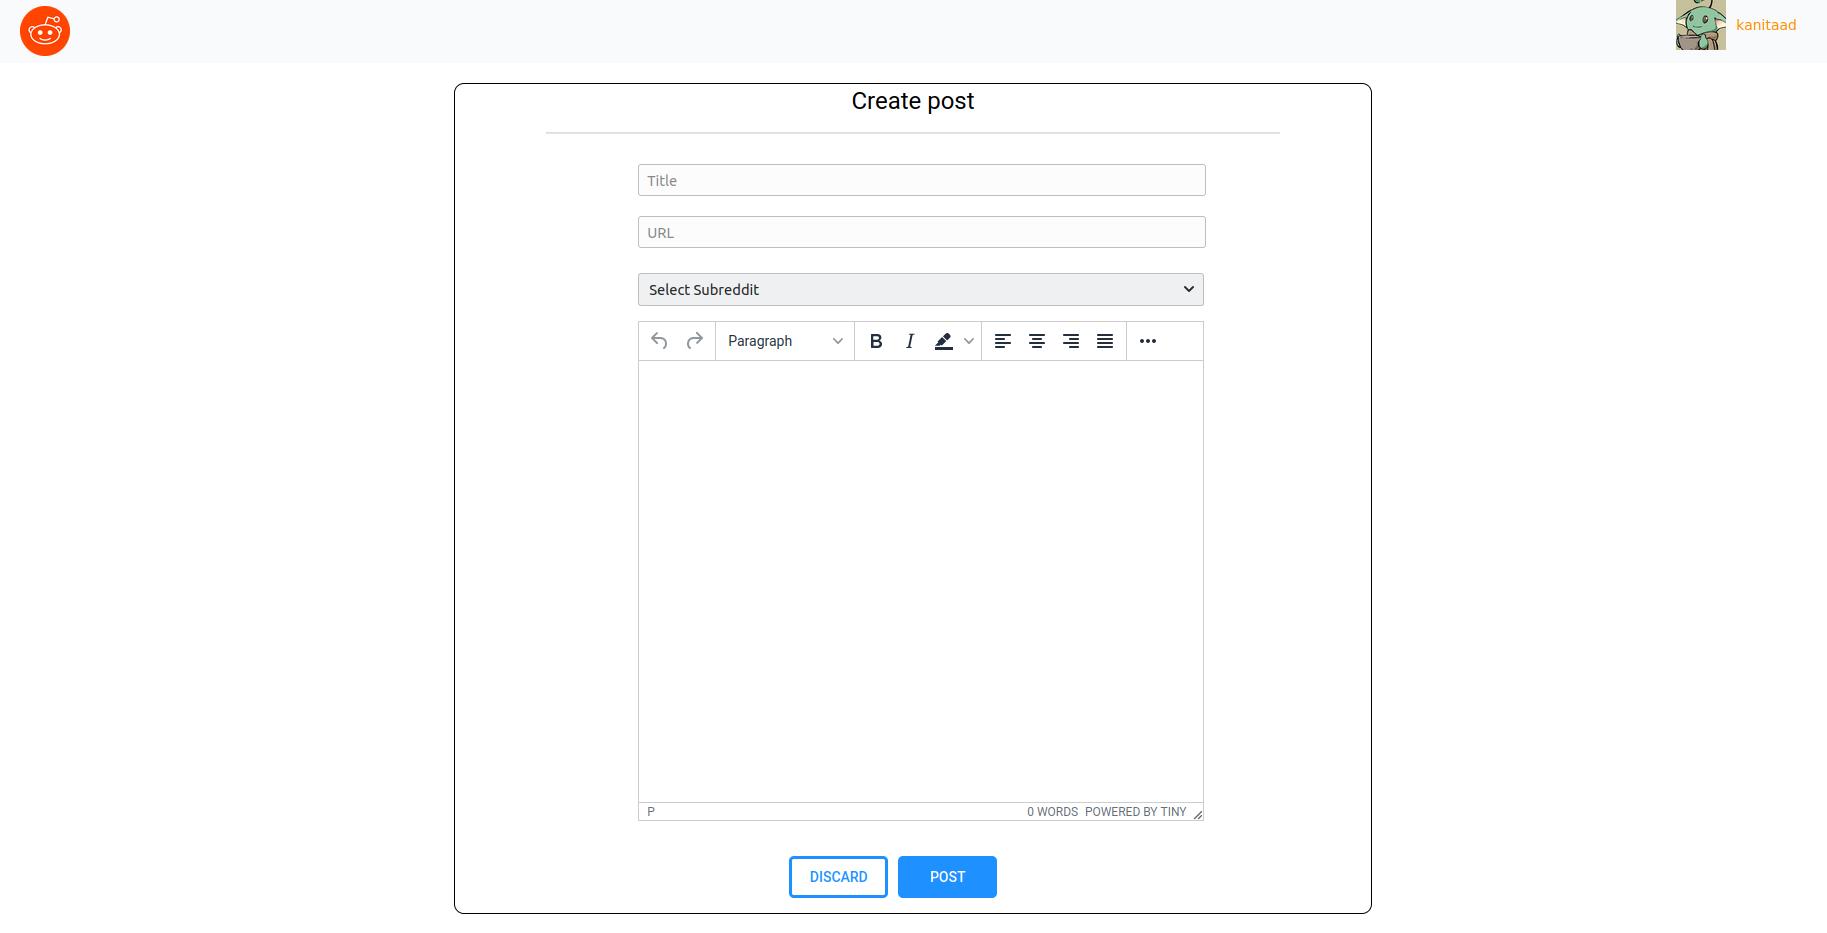 kanitaad
Create post
Title
URL
Select Subreddit
Paragraph B I
P 0 WORDS POWERED BY TINY
DISCARD POST